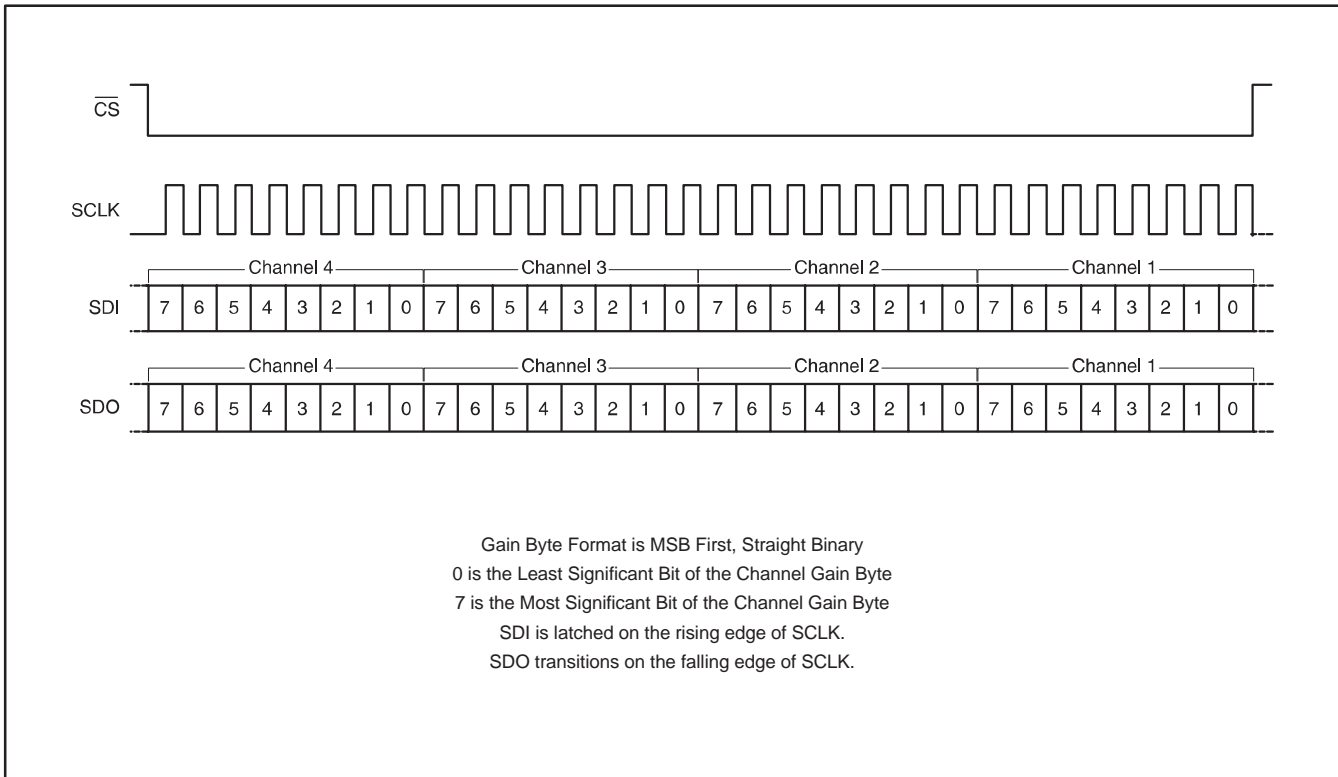 CS
SCLK
Channel 4 Channel 3 Channel 2 Channel 1
SDI 7 6 5 4 3 2 1 0 7 6 5 4 3 2 1 0 7 6 5 4 3 2 1 0 7 6 5 4 3 2 1 0
Channel 4 Channel 3 Channel 2 Channel 1
SDO 7 6 5 4 3 2 1 0 7 6 5 4 3 2 1 0 7 6 5 4 3 2 1 0 7 6 5 4 3 2 1 0
Gain Byte Format is MSB First, Straight Binary
0 is the Least Significant Bit of the Channel Gain Byte
7 is the Most Significant Bit of the Channel Gain Byte
SDI is latched on the rising edge of SCLK.
SDO transitions on the falling edge of SCLK.